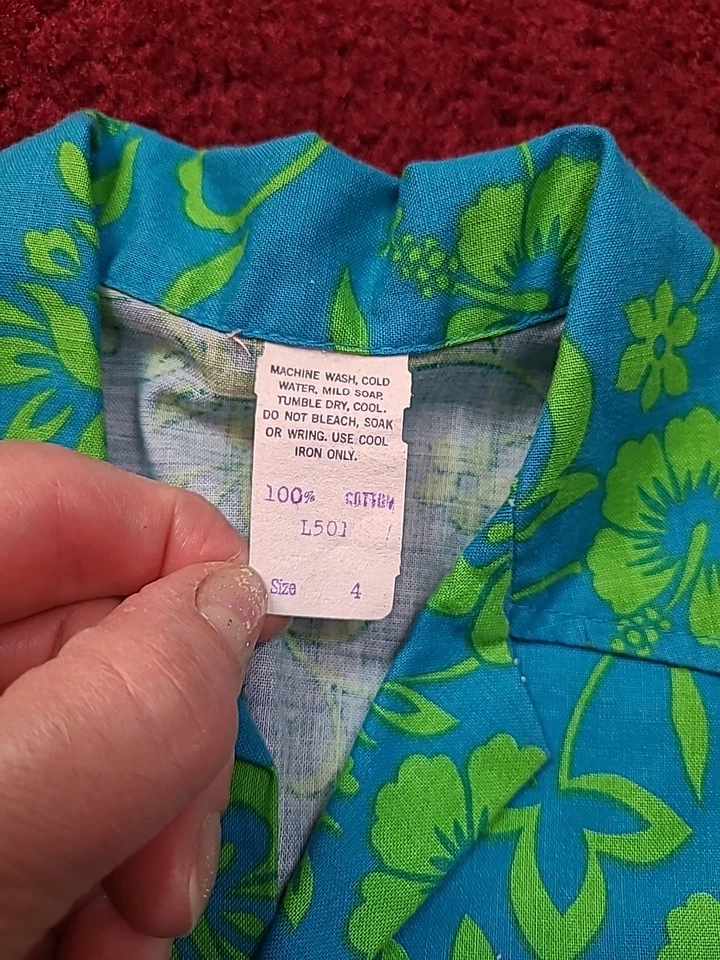 MACHINE WASH, COLD
WATER, MILD SOAP.
TUMBLE DRY, COOL.
DO NOT BLEACH, SOAK
OR WRING. USE COOL
IRON ONLY.
100% COTTON
L501
Size 4